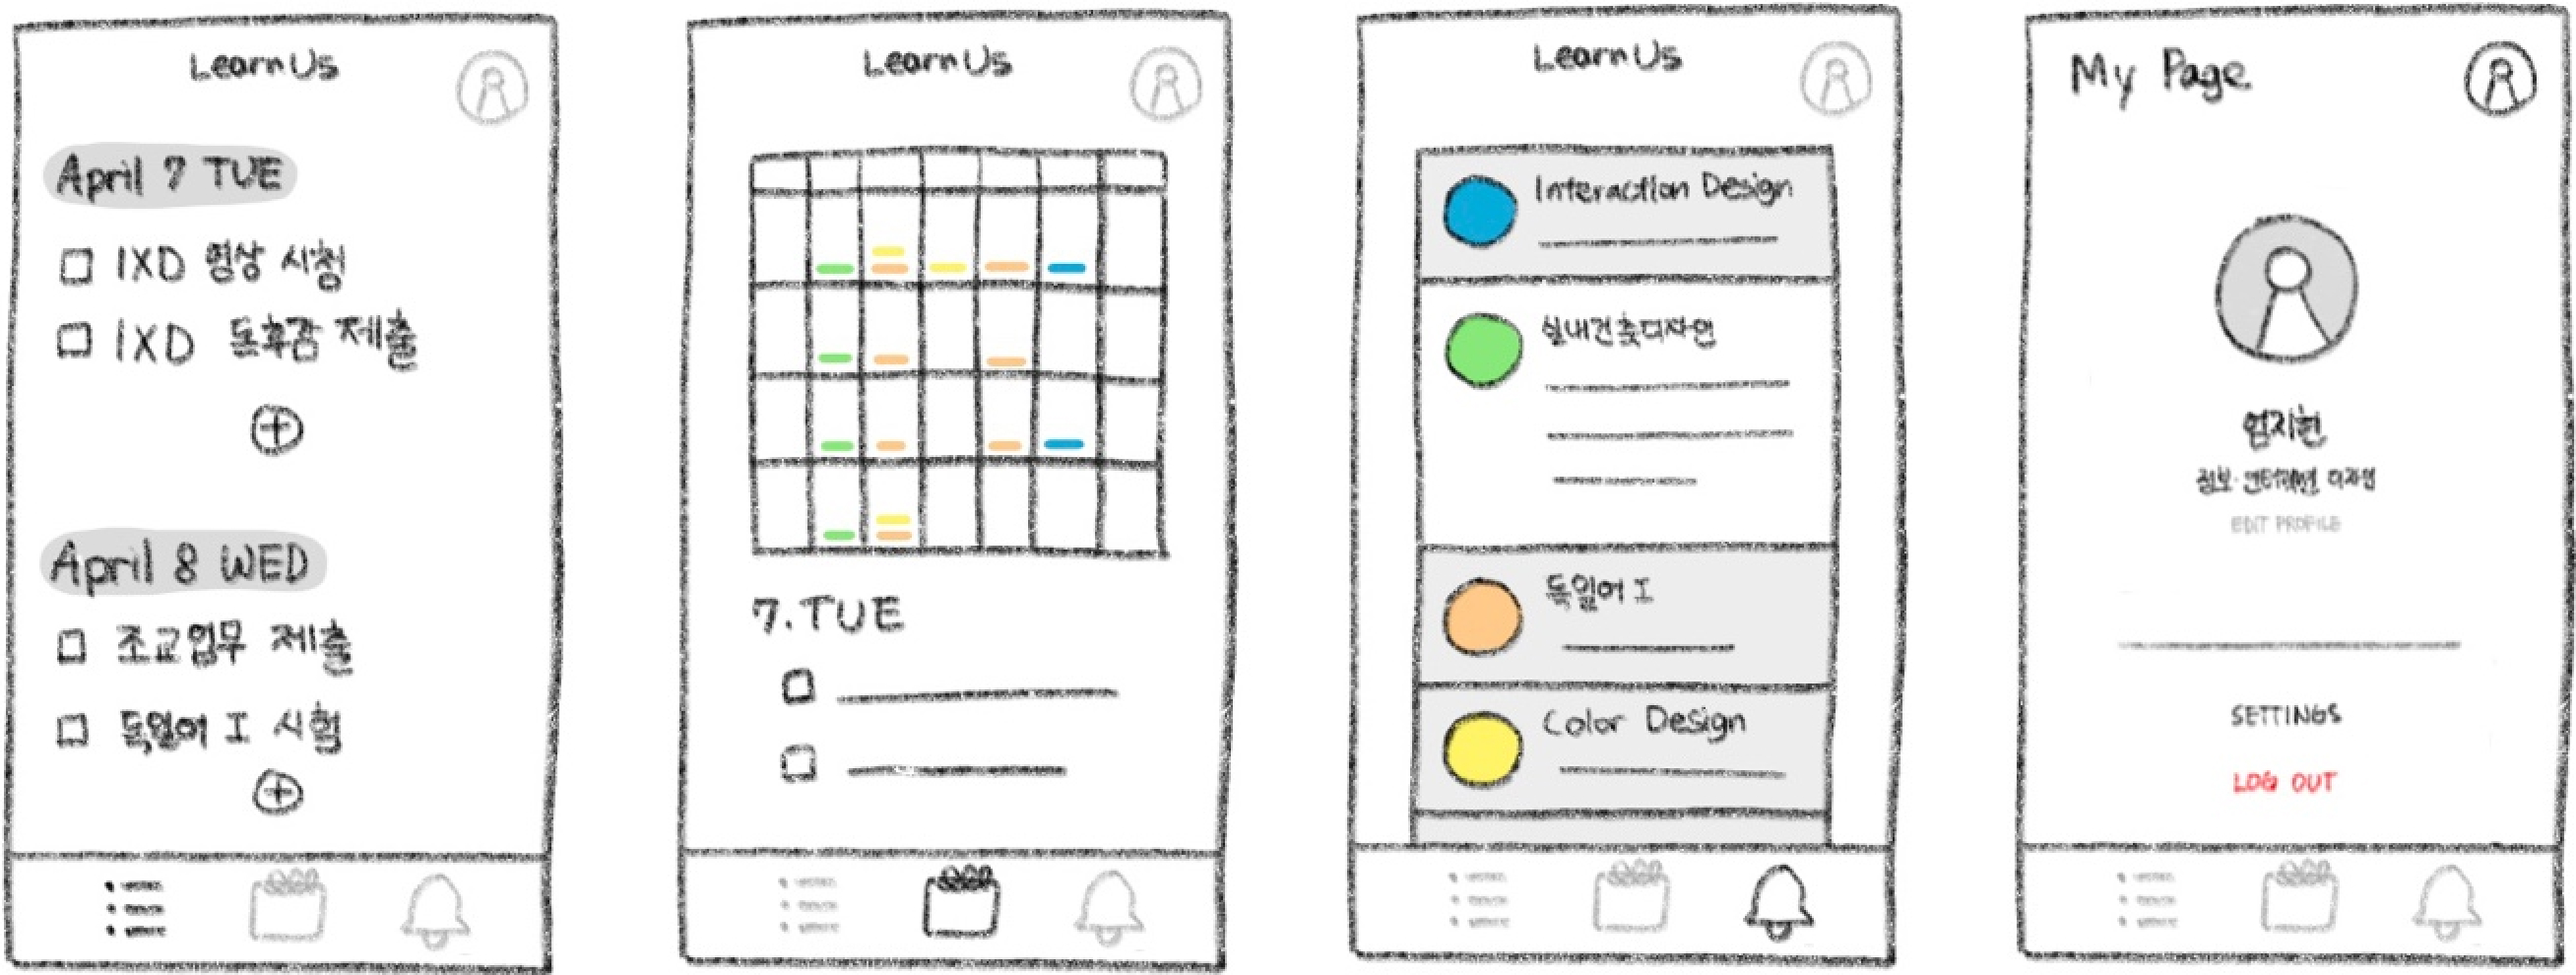 LearnUs
April 7 TUE
IXD 영상 시청
IXD 독후감 제출
April 8 WED
조교업무 제출
독일어 I 시험
LearnUs
7. TUE
LearnUs
Interaction Design
실내건축디자인
독일어 I
Color Design
My Page
엄지현
정보·인터랙션 디자인
EDIT PROFILE
SETTINGS
LOG OUT